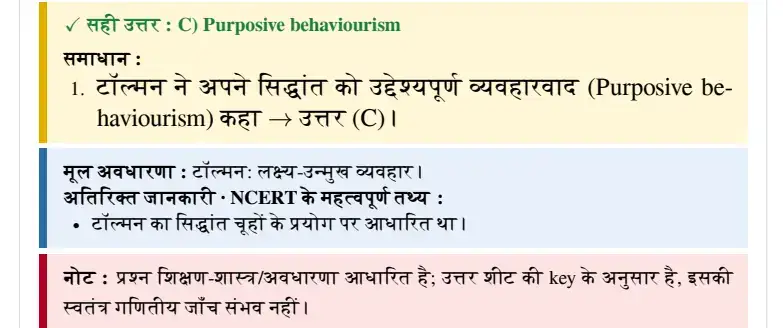 ✓ सही उत्तर : C) Purposive behaviourism
समाधान :
1. टॉल्मन ने अपने सिद्धांत को उद्देश्यपूर्ण व्यवहारवाद (Purposive be-
haviourism) कहा → उत्तर (C)।
मूल अवधारणा : टॉल्मन: लक्ष्य-उन्मुख व्यवहार।
अतिरिक्त जानकारी · NCERT के महत्वपूर्ण तथ्य :
• टॉल्मन का सिद्धांत चूहों के प्रयोग पर आधारित था।
नोट : प्रश्न शिक्षण-शास्त्र/अवधारणा आधारित है; उत्तर शीट की key के अनुसार है, इसकी
स्वतंत्र गणितीय जाँच संभव नहीं।